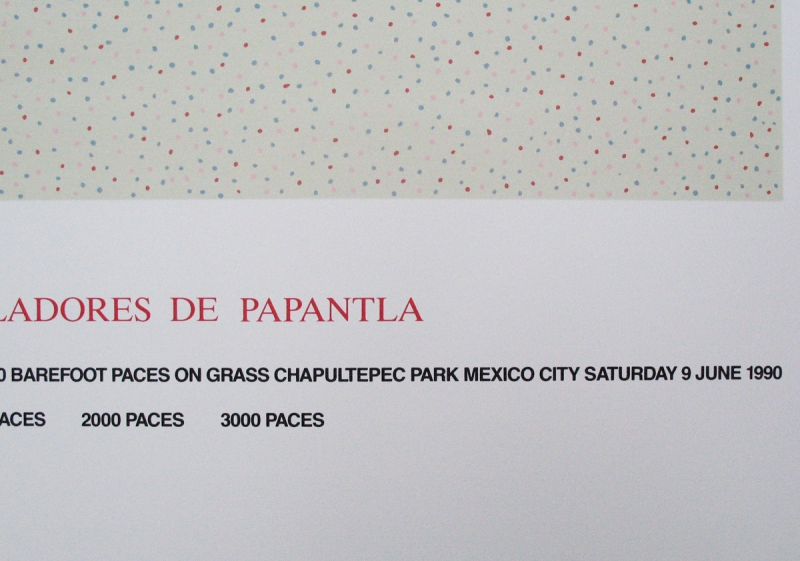 LADORES DE PAPANTLA
0 BAREFOOT PACES ON GRASS CHAPULTEPEC PARK MEXICO CITY SATURDAY 9 JUNE 1990
ACES 2000 PACES 3000 PACES